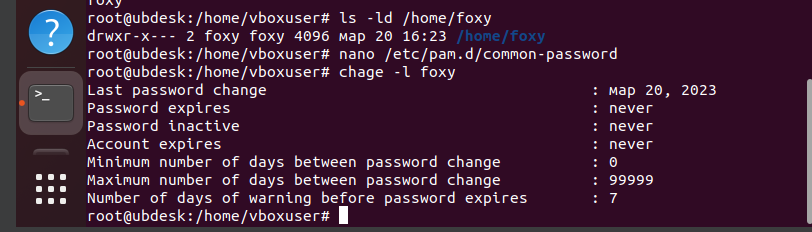 foxy
root@ubdesk:/home/vboxuser# ls -ld /home/foxy
drwxr-x--- 2 foxy foxy 4096 мар 20 16:23 /home/foxy
root@ubdesk:/home/vboxuser# nano /etc/pam.d/common-password
root@ubdesk:/home/vboxuser# chage -l foxy
Last password change : мар 20, 2023
Password expires : never
Password inactive : never
Account expires : never
Minimum number of days between password change : 0
Maximum number of days between password change : 99999
Number of days of warning before password expires : 7
root@ubdesk:/home/vboxuser#